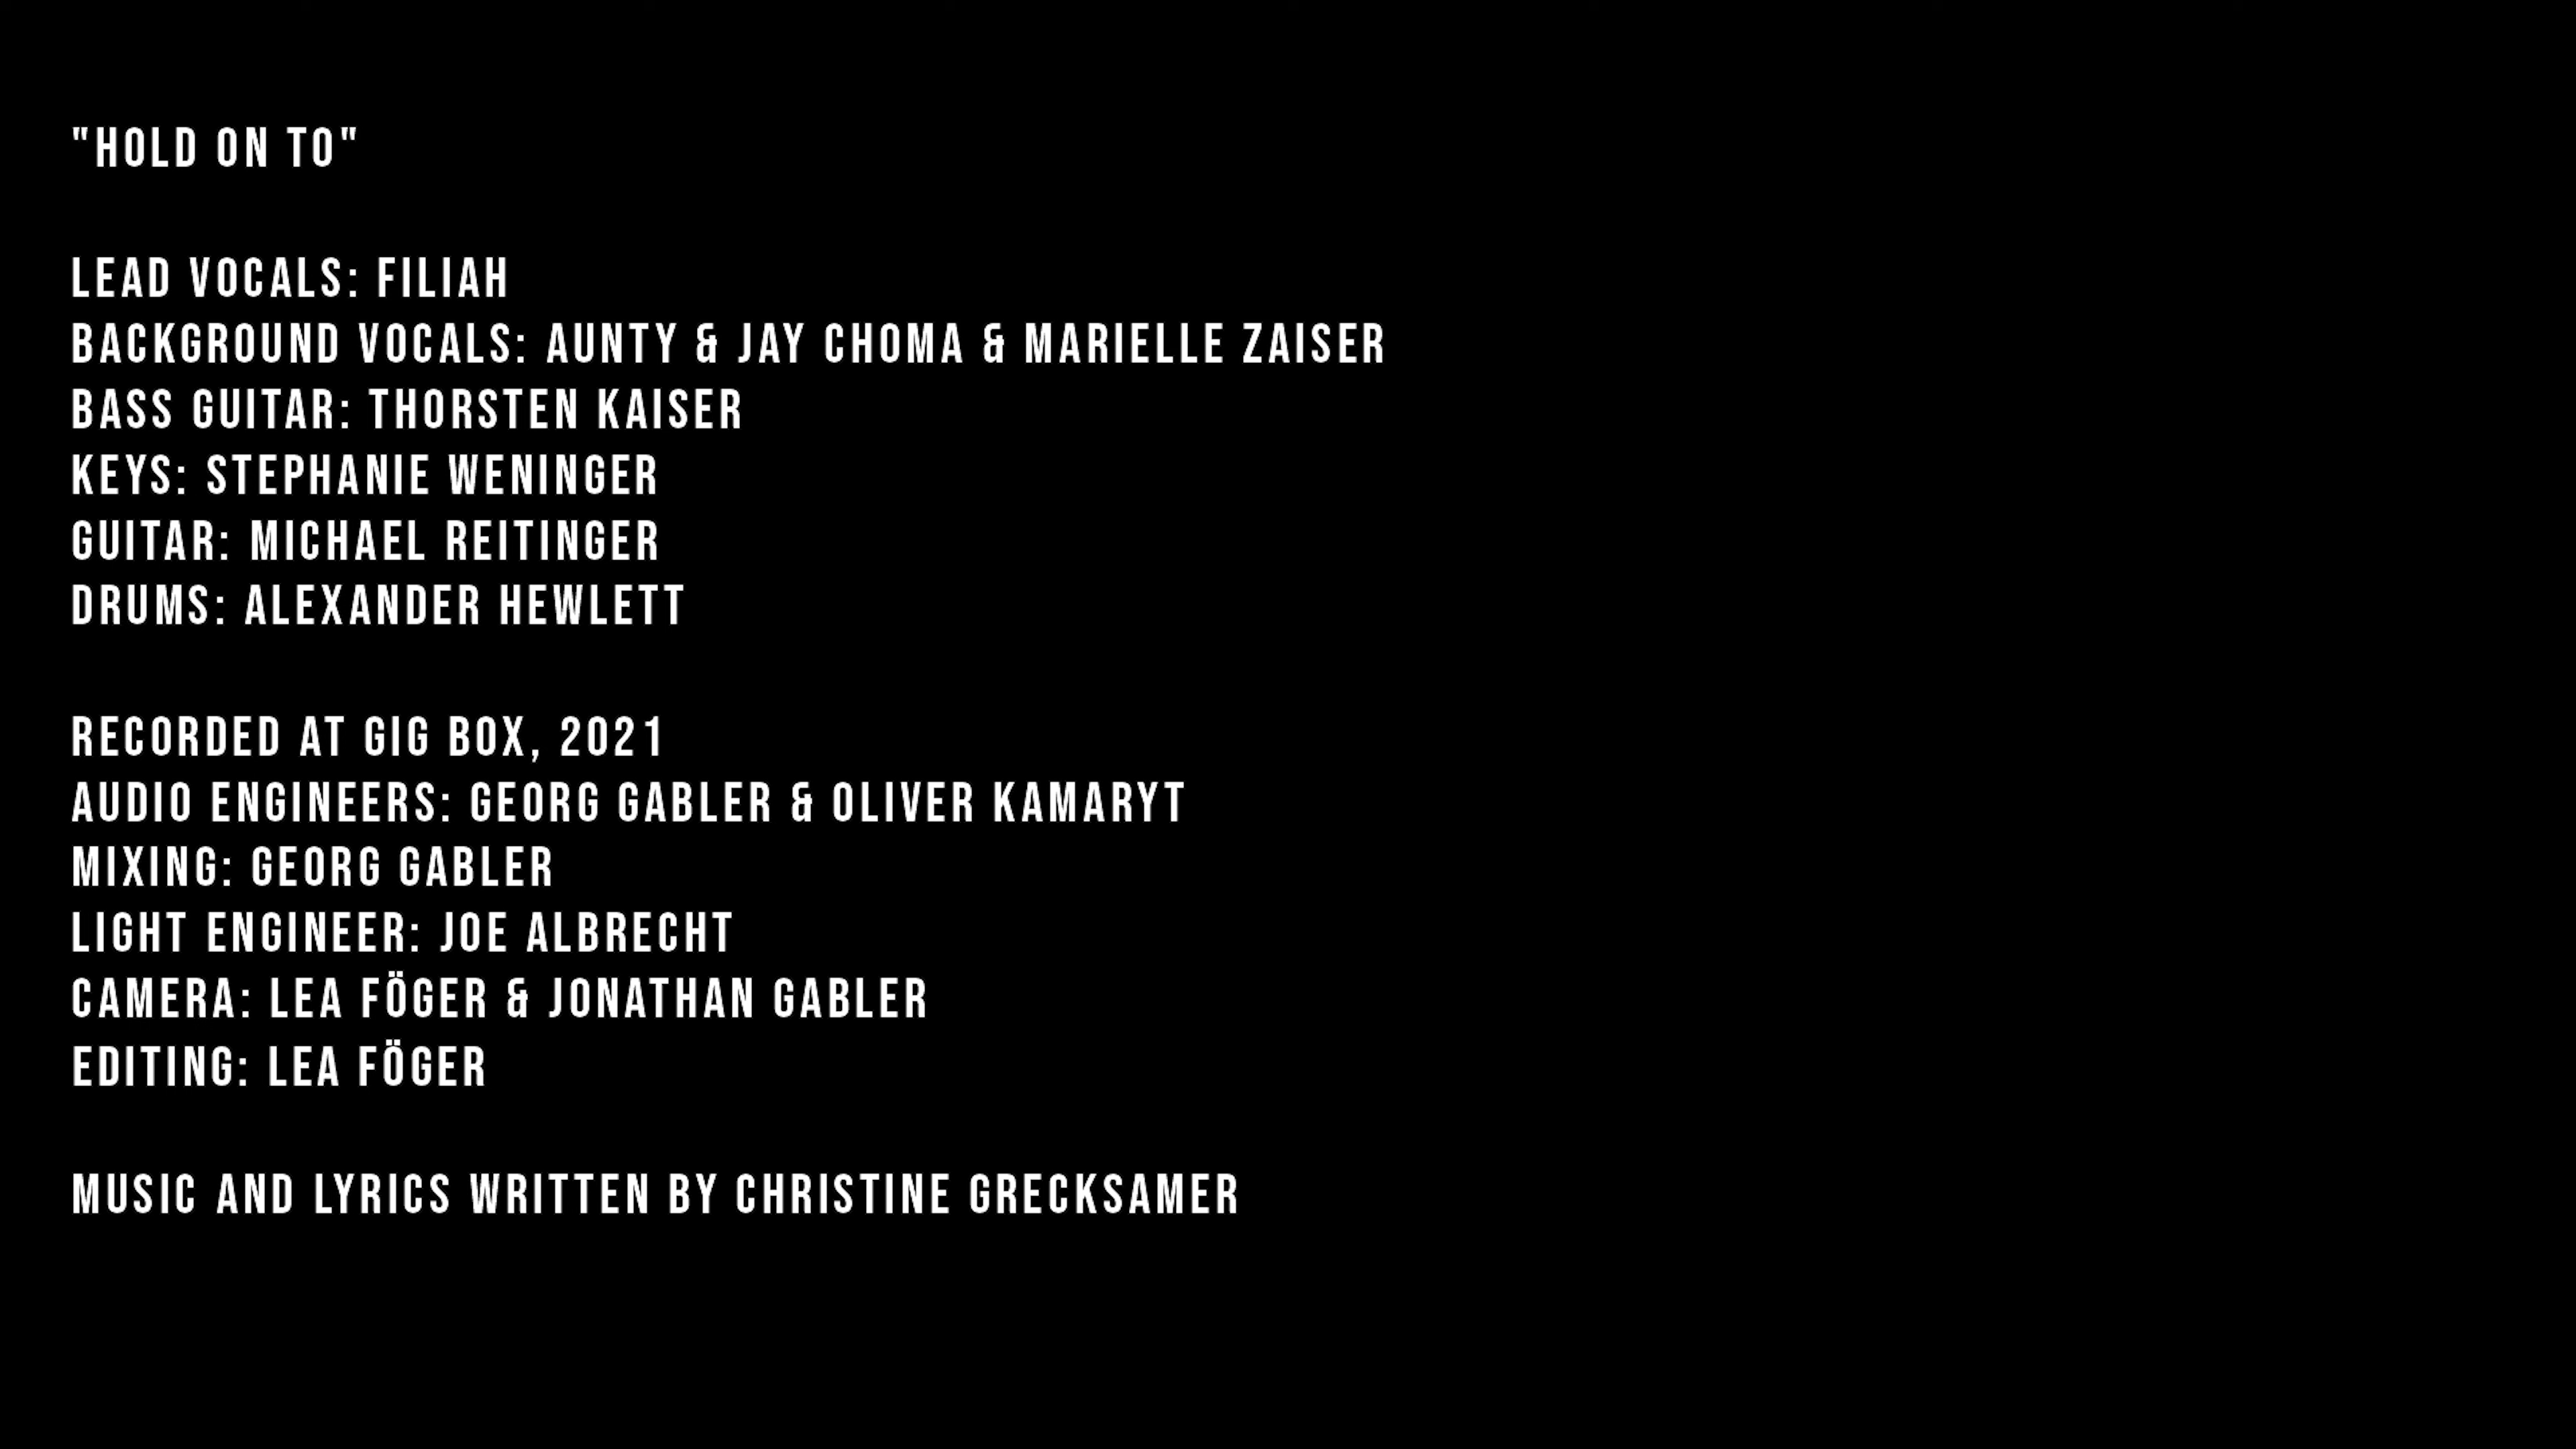 "HOLD ON TO"
LEAD VOCALS: FILIAH
BACKGROUND VOCALS: AUNTY & JAY CHOMA & MARIELLE ZAISER
BASS GUITAR: THORSTEN KAISER
KEYS: STEPHANIE WENINGER
GUITAR: MICHAEL REITINGER
DRUMS: ALEXANDER HEWLETT
RECORDED AT GIG BOX, 2021
AUDIO ENGINEERS: GEORG GABLER & OLIVER KAMARYT
MIXING: GEORG GABLER
LIGHT ENGINEER: JOE ALBRECHT
CAMERA: LEA FÖGER & JONATHAN GABLER
EDITING: LEA FÖGER
MUSIC AND LYRICS WRITTEN BY CHRISTINE GRECKSAMER